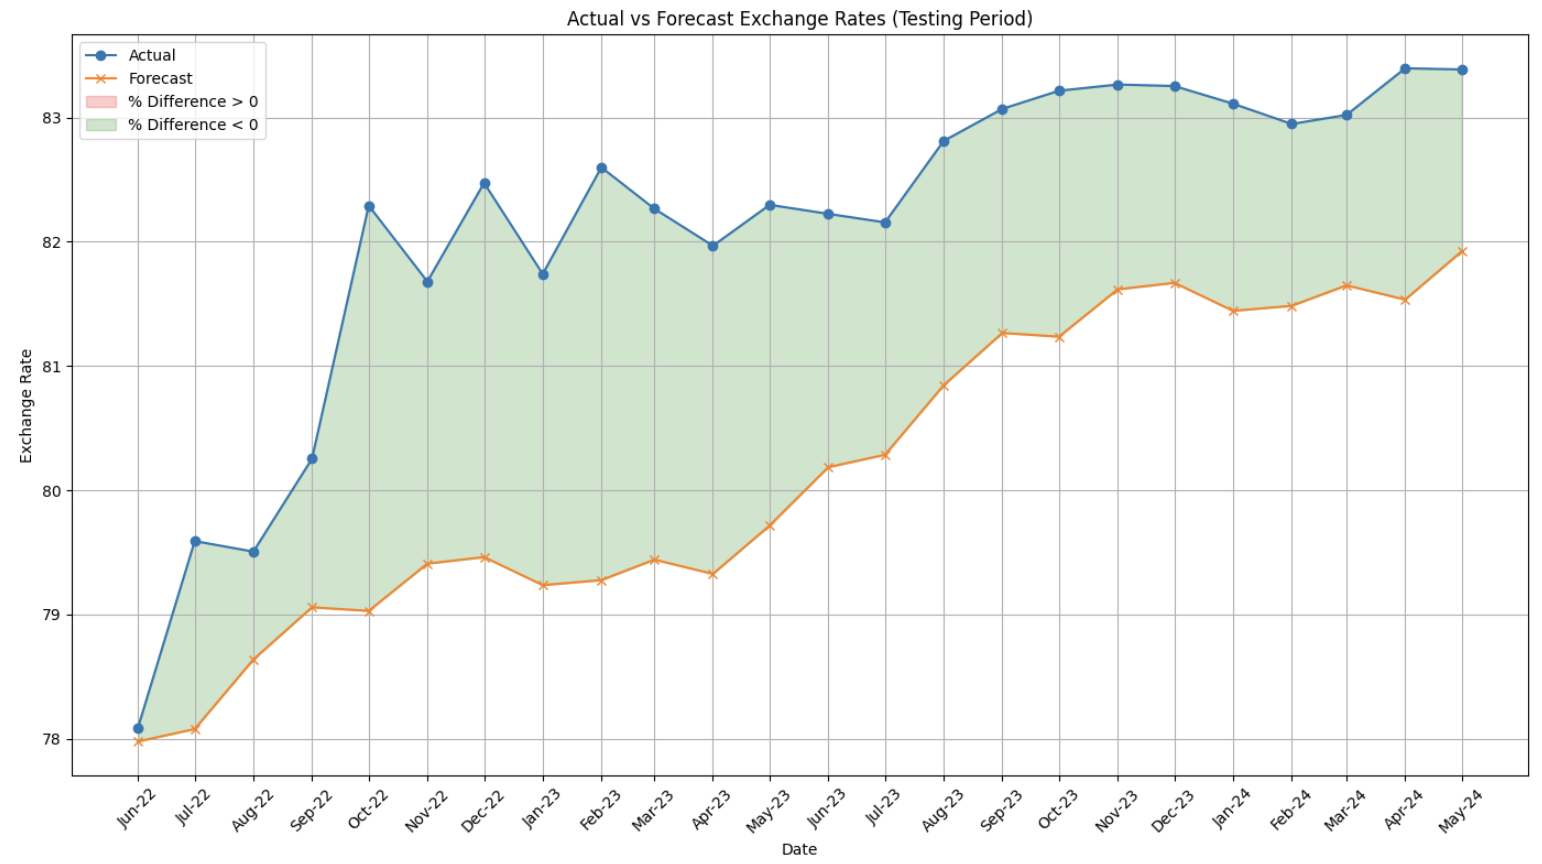 Actual vs Forecast Exchange Rates (Testing Period)
Actual
Forecast
% Difference > 0
% Difference < 0
83
82
81
80
79
78
Exchange Rate
Jun-22
Jul-22
Aug-22
Sep-22
Oct-22
Nov-22
Dec-22
Jan-23
Feb-23
Mar-23
Apr-23
May-23
Jun-23
Jul-23
Aug-23
Sep-23
Oct-23
Nov-23
Dec-23
Jan-24
Feb-24
Mar-24
Apr-24
May-24
Date